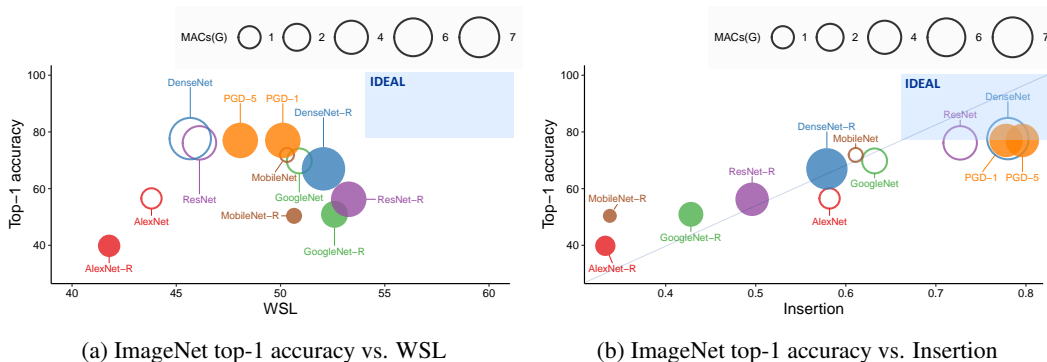 MACs(G) 1 2 4 6 7
100
80
60
40
Top-1 accuracy
IDEAL
DenseNet
PGD-5
PGD-1
DenseNet-R
MobileNet
GoogleNet
ResNet
ResNet-R
MobileNet-R
AlexNet
GoogleNet-R
AlexNet-R
40 45 50 55 60
WSL
(a) ImageNet top-1 accuracy vs. WSL
MACs(G) 1 2 4 6 7
100
80
60
40
Top-1 accuracy
IDEAL
DenseNet
ResNet
MobileNet
DenseNet-R
GoogleNet
PGD-1
PGD-5
ResNet-R
MobileNet-R
AlexNet
GoogleNet-R
AlexNet-R
0.4 0.5 0.6 0.7 0.8
Insertion
(b) ImageNet top-1 accuracy vs. Insertion